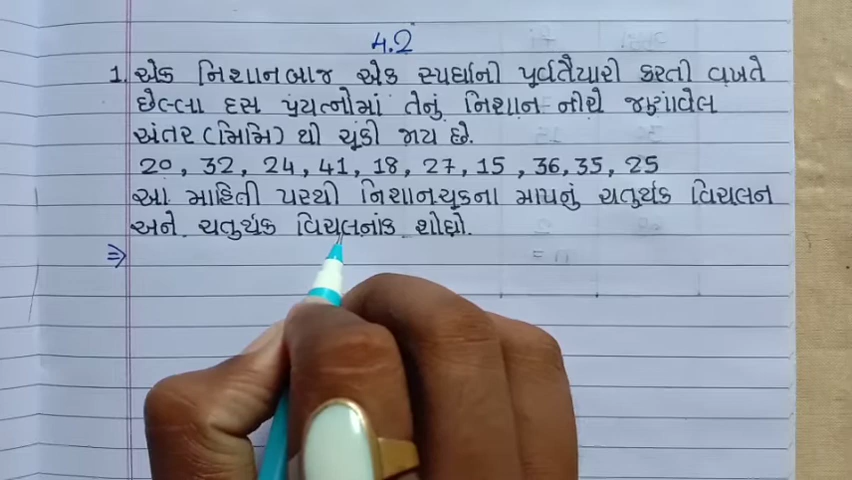 4.2
1. એક નિશાનબાજ એક સ્પર્ધાની પૂર્વતૈયારી કરતી વખતે
છેલ્લા દસ પ્રયત્નોમાં તેનું નિશાન નીચે જણાવેલ
અંતર (મિમિ) થી ચૂકી જાય છે.
20, 32, 24, 41, 18, 27, 15, 36, 35, 25
આ માહિતી પરથી નિશાનચૂકના માપનું ચતુર્થક વિચલન
અને ચતુર્થક વિચલનાંક શોધો.
⇒